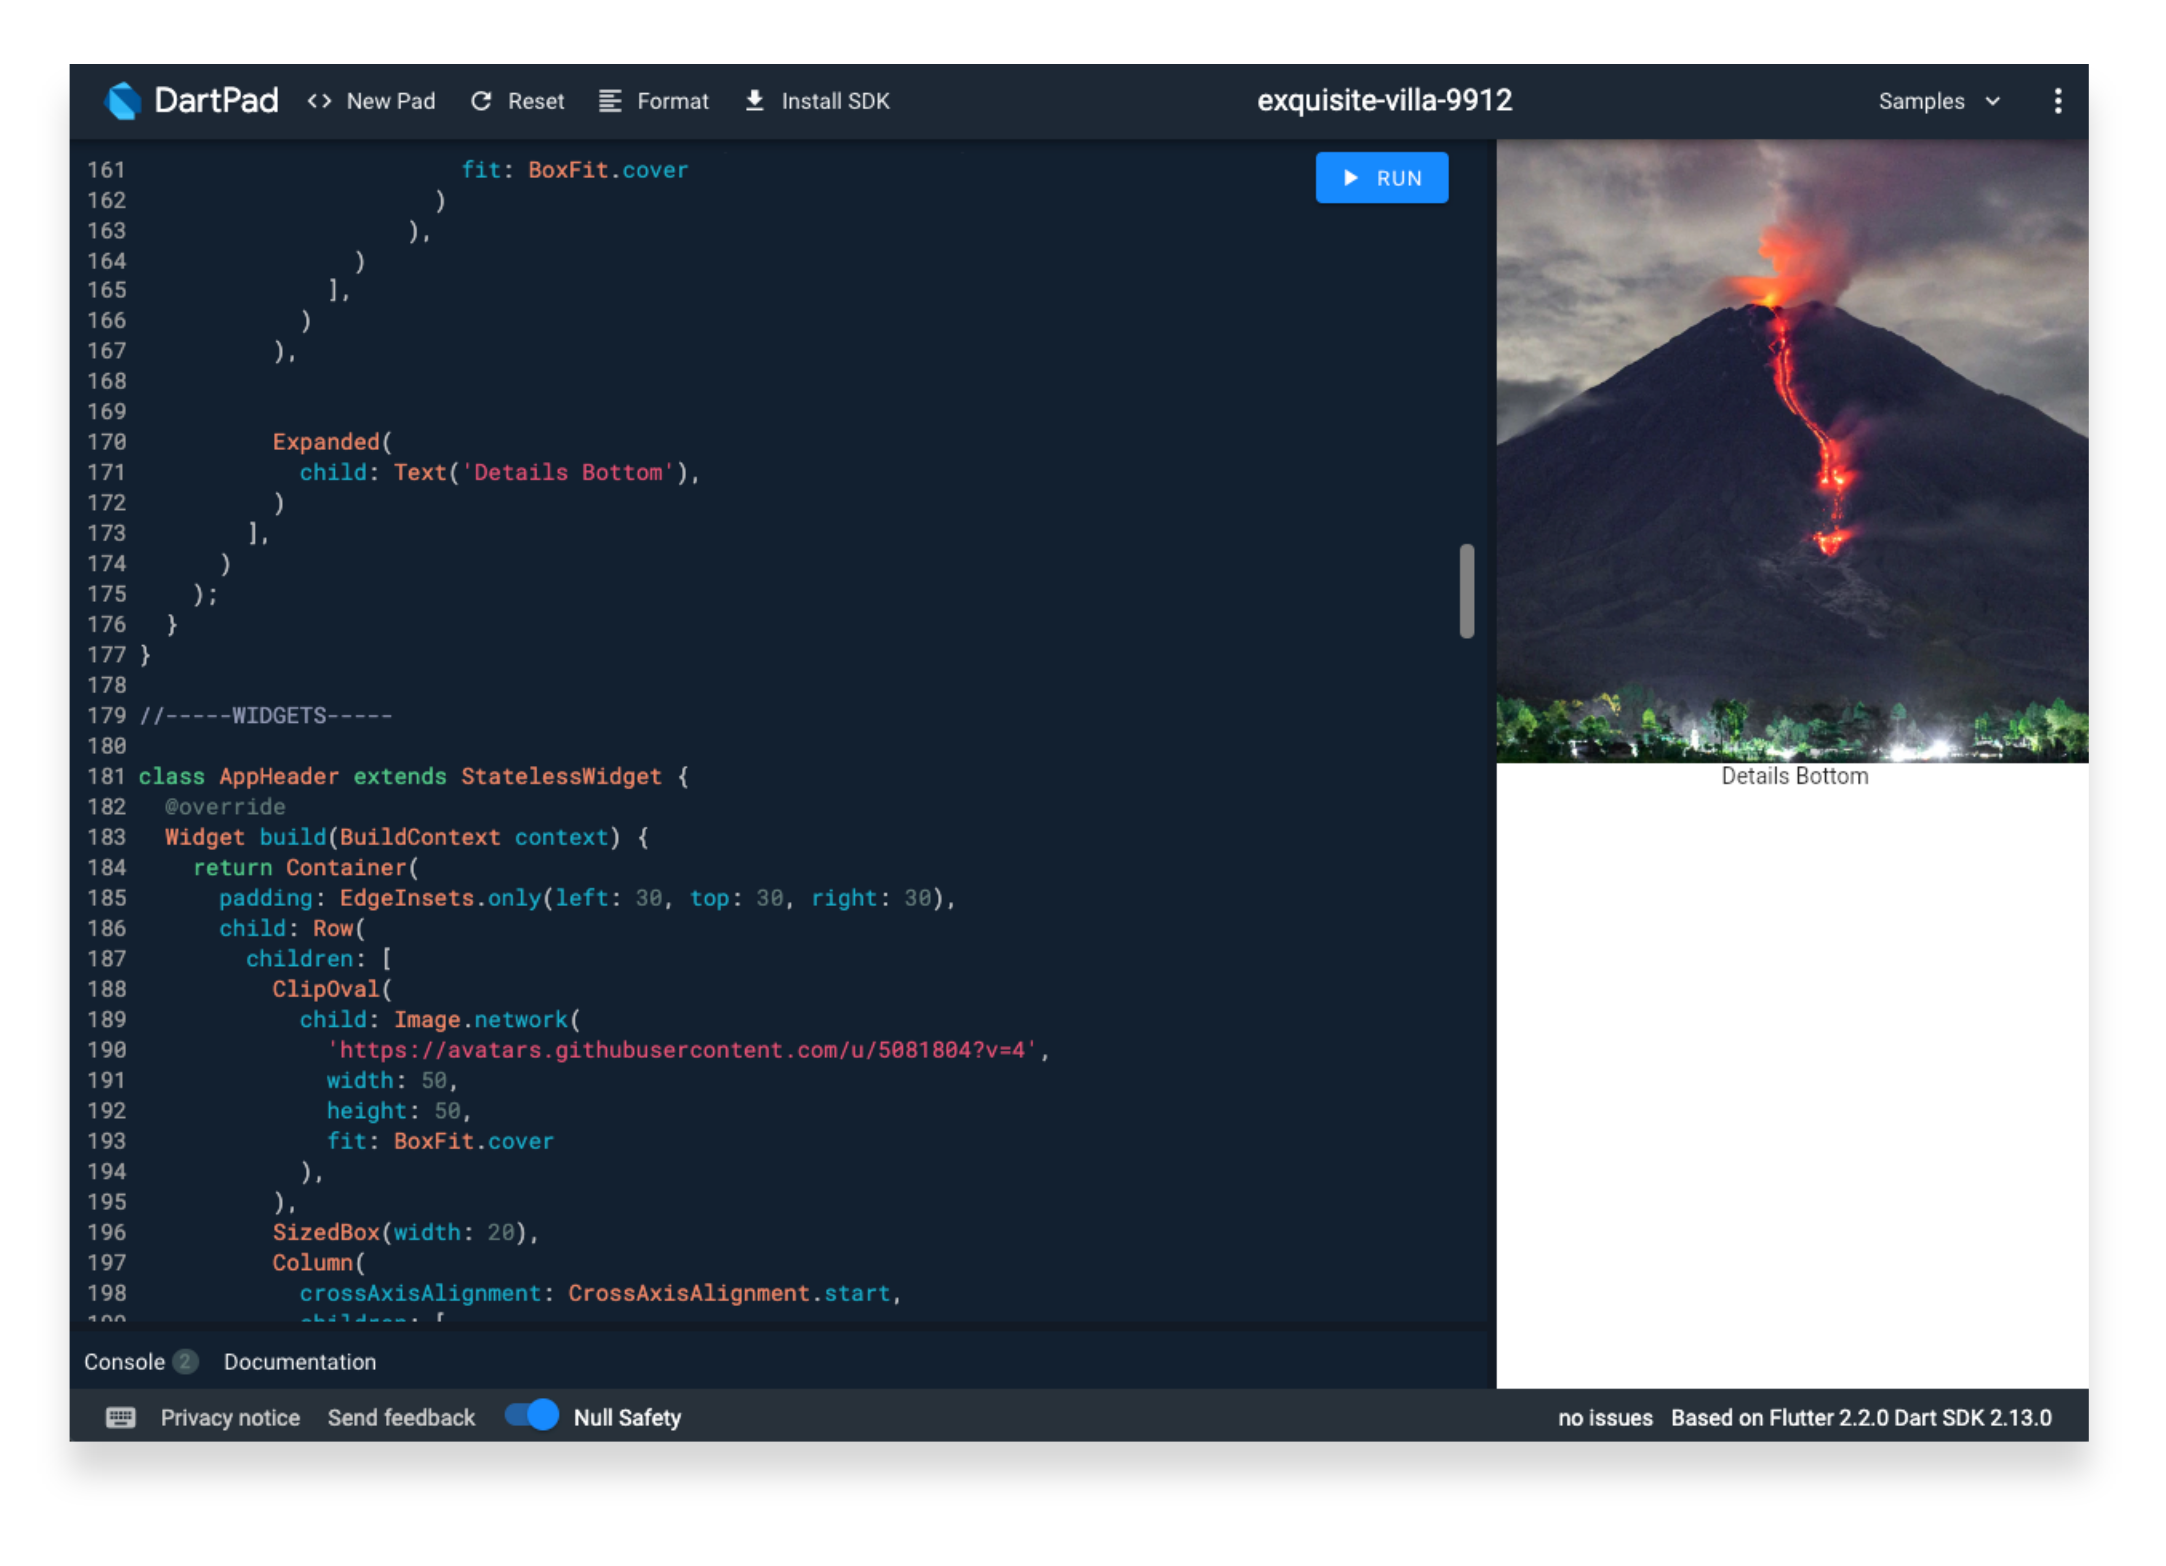 DartPad <> New Pad Reset Format Install SDK exquisite-villa-9912 Samples
RUN
161 fit: BoxFit.cover
162 )
163 ),
164 )
165 ],
166 )
167 ),
168
169
170 Expanded(
171 child: Text('Details Bottom'),
172 )
173 ],
174 )
175 );
176 }
177 }
178
179 //-----WIDGETS-----
180
181 class AppHeader extends StatelessWidget {
182 @override
183 Widget build(BuildContext context) {
184 return Container(
185 padding: EdgeInsets.only(left: 30, top: 30, right: 30),
186 child: Row(
187 children: [
188 ClipOval(
189 child: Image.network(
190 'https://avatars.githubusercontent.com/u/5081804?v=4',
191 width: 50,
192 height: 50,
193 fit: BoxFit.cover
194 ),
195 ),
196 SizedBox(width: 20),
197 Column(
198 crossAxisAlignment: CrossAxisAlignment.start,
199 children: [
Details Bottom
Console 2 Documentation
Privacy notice Send feedback Null Safety no issues Based on Flutter 2.2.0 Dart SDK 2.13.0